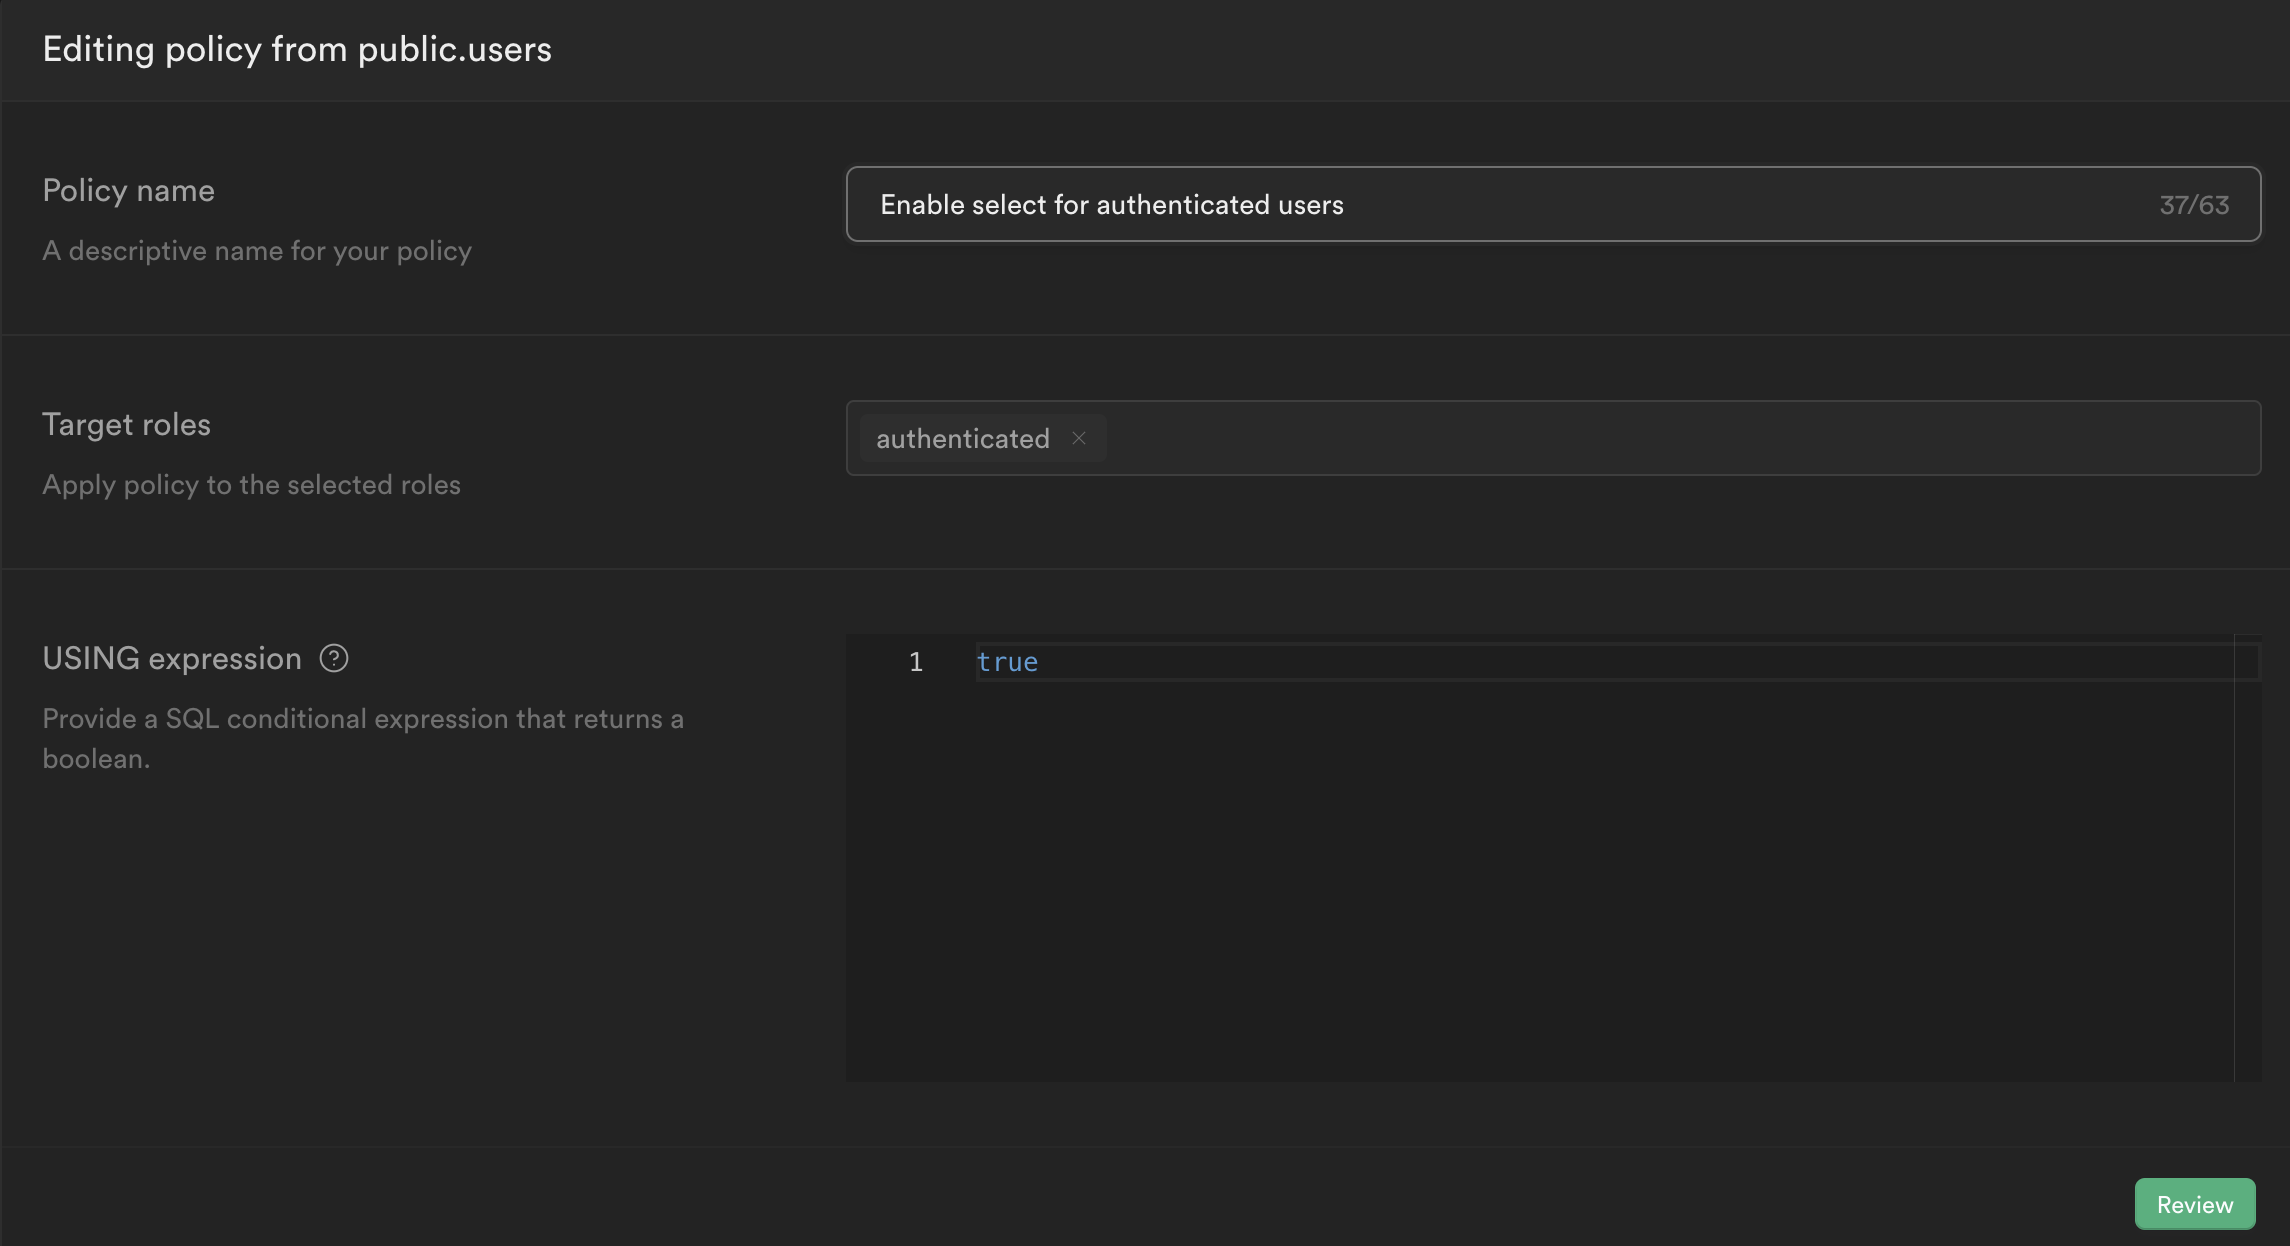 Editing policy from public.users
Policy name
A descriptive name for your policy
Enable select for authenticated users
37/63
Target roles
Apply policy to the selected roles
authenticated
USING expression
Provide a SQL conditional expression that returns a
boolean.
1 true
Review